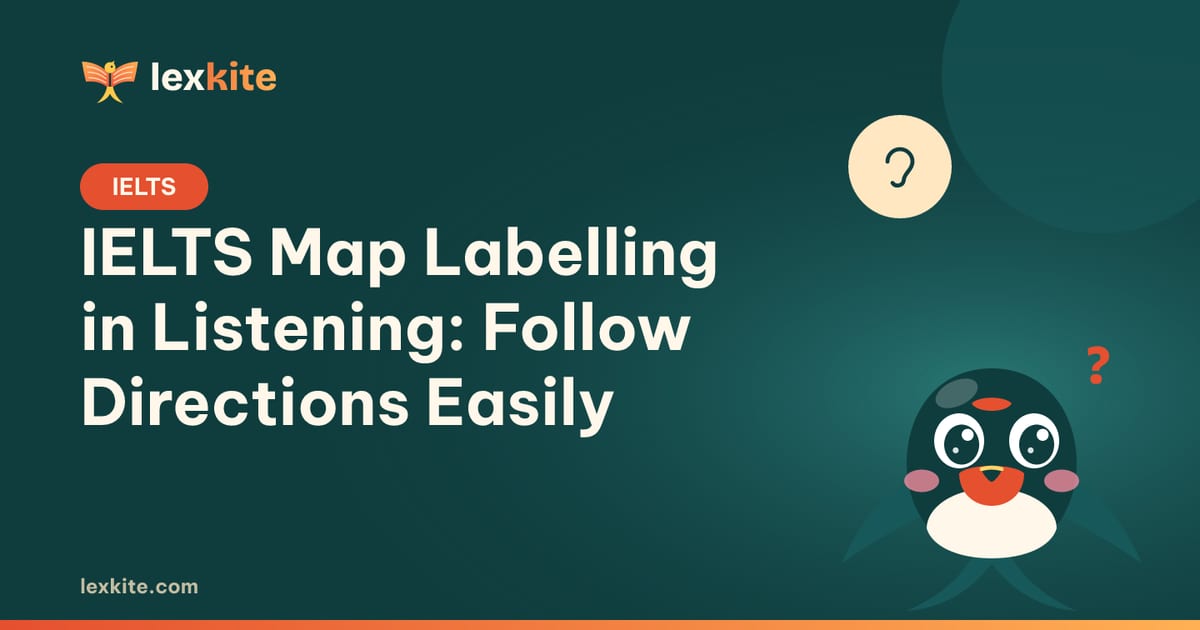 lexkite
IELTS
IELTS Map Labelling
in Listening: Follow
Directions Easily
?
lexkite.com